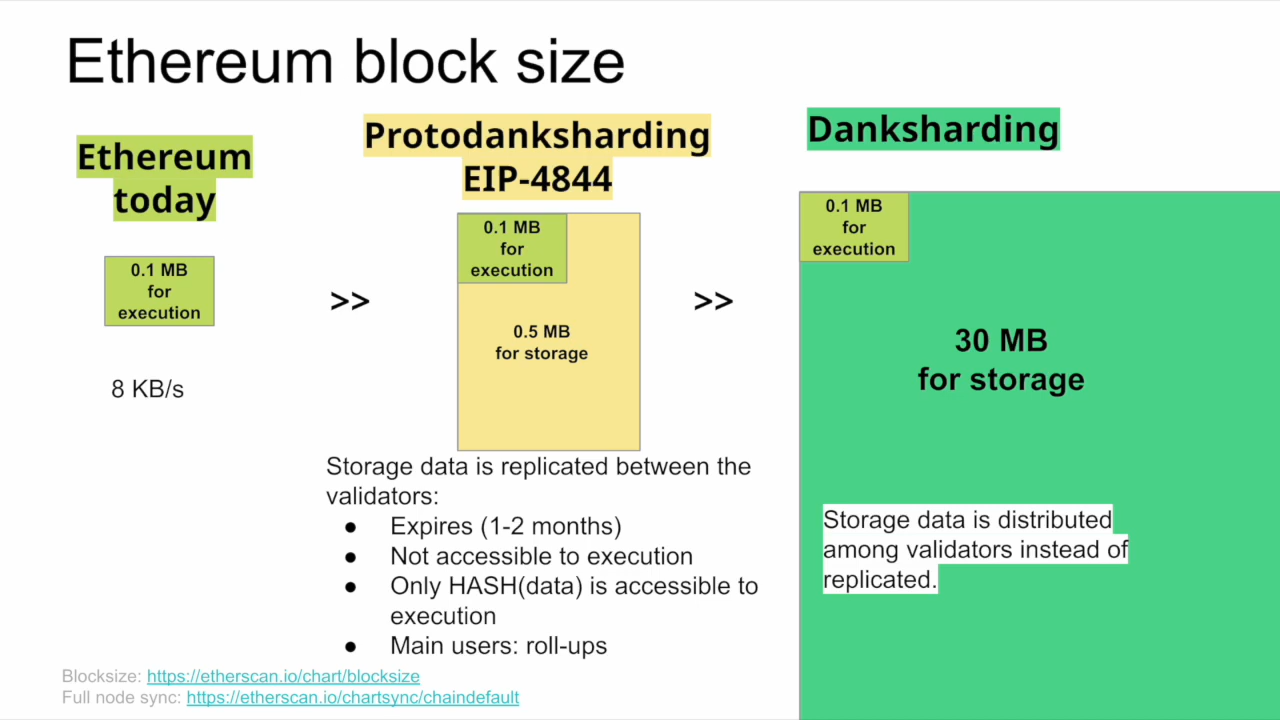 Ethereum block size
Ethereum
today
0.1 MB
for
execution
8 KB/s
>>
Protodanksharding
EIP-4844
0.1 MB
for
execution
0.5 MB
for storage
Storage data is replicated between the
validators:
● Expires (1-2 months)
● Not accessible to execution
● Only HASH(data) is accessible to
execution
● Main users: roll-ups
>>
Danksharding
0.1 MB
for
execution
30 MB
for storage
Storage data is distributed
among validators instead of
replicated.
Blocksize: https://etherscan.io/chart/blocksize
Full node sync: https://etherscan.io/chartsync/chaindefault